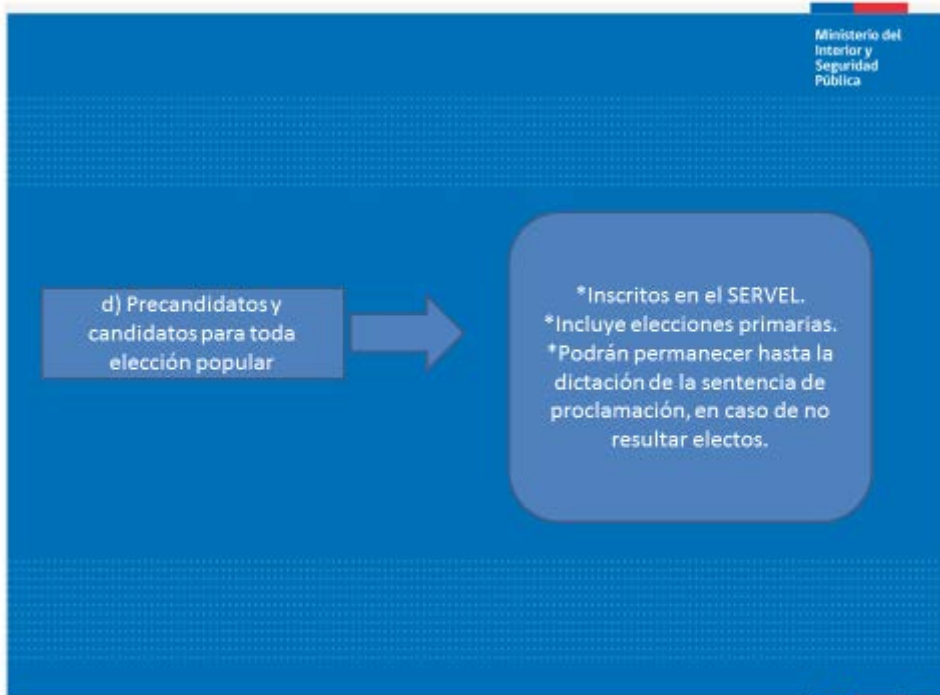 Ministerio del
Interior y
Seguridad
Pública
d) Precandidatos y
candidatos para toda
elección popular
*Inscritos en el SERVEL.
*Incluye elecciones primarias.
*Podrán permanecer hasta la
dictación de la sentencia de
proclamación, en caso de no
resultar electos.